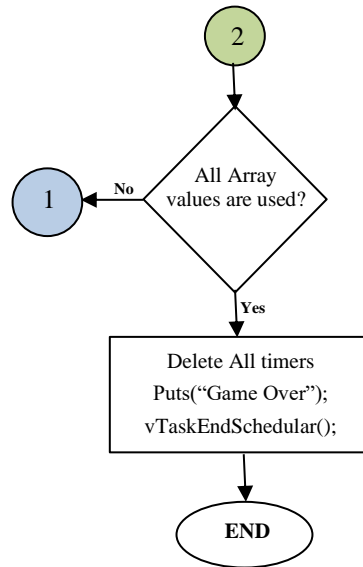 2
All Array
values are used?
No
1
Yes
Delete All timers
Puts(“Game Over”);
vTaskEndSchedular();
END